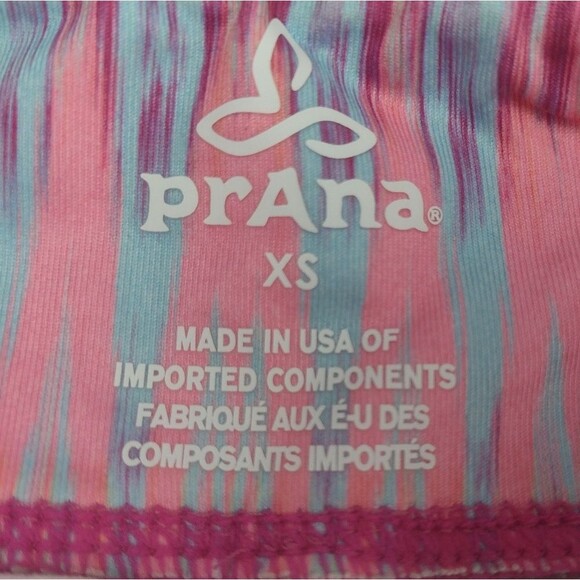 prAna®
XS
MADE IN USA OF
IMPORTED COMPONENTS
FABRIQUÉ AUX É-U DES
COMPOSANTS IMPORTÉS